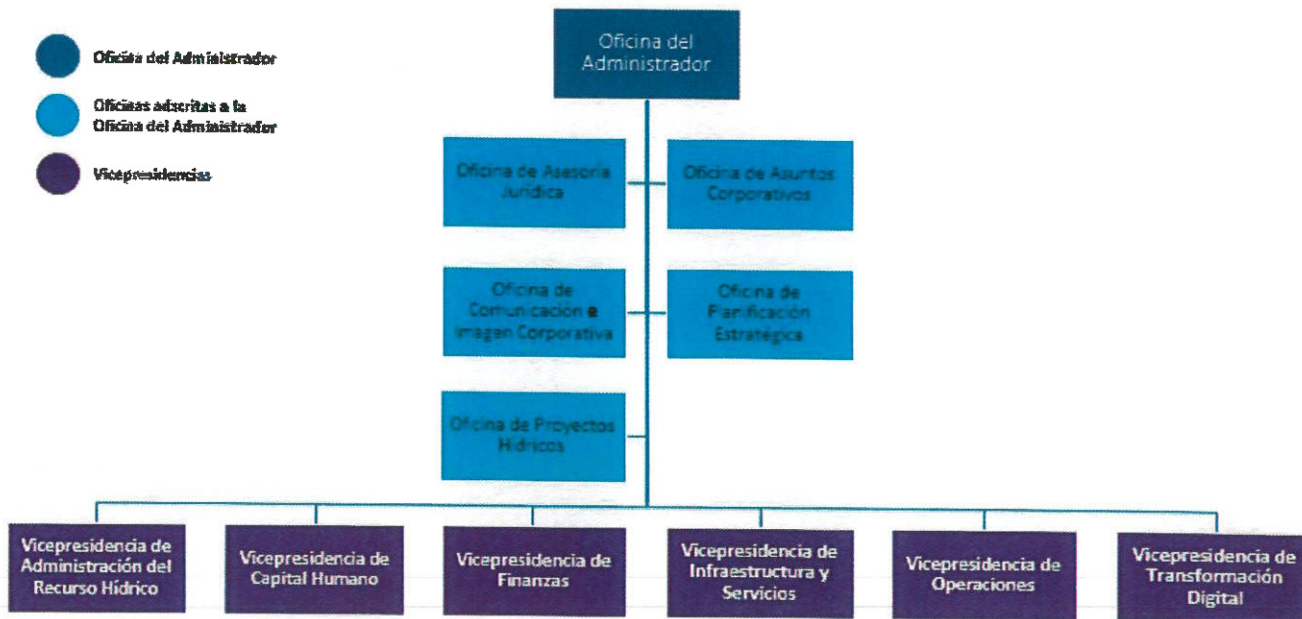 Oficina del Administrador
Oficinas adscritas a la
Oficina del Administrador
Vicepresidencias
Oficina del
Administrador
Oficina de Asesoría
Jurídica
Oficina de Asuntos
Corporativos
Oficina de
Comunicación e
Imagen Corporativa
Oficina de
Planificación
Estratégica
Oficina de Proyectos
Hídricos
Vicepresidencia de
Administración del
Recurso Hídrico
Vicepresidencia de
Capital Humano
Vicepresidencia de
Finanzas
Vicepresidencia de
Infraestructura y
Servicios
Vicepresidencia de
Operaciones
Vicepresidencia de
Transformación
Digital